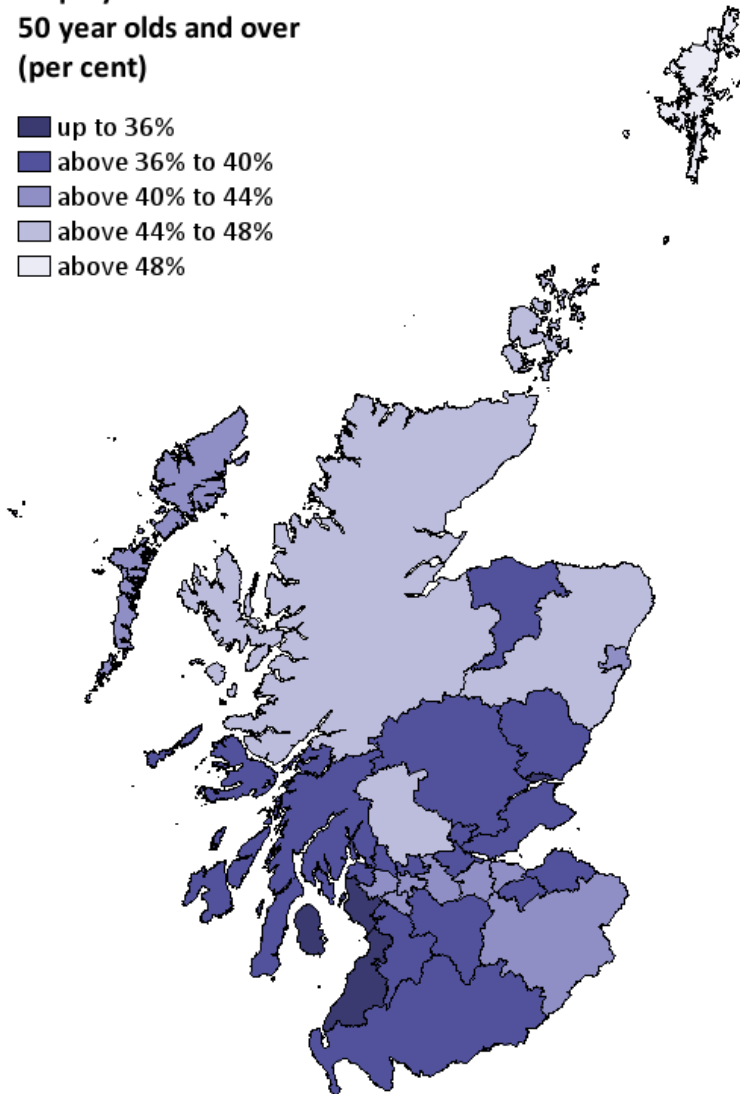 50 year olds and over
(per cent)
up to 36%
above 36% to 40%
above 40% to 44%
above 44% to 48%
above 48%